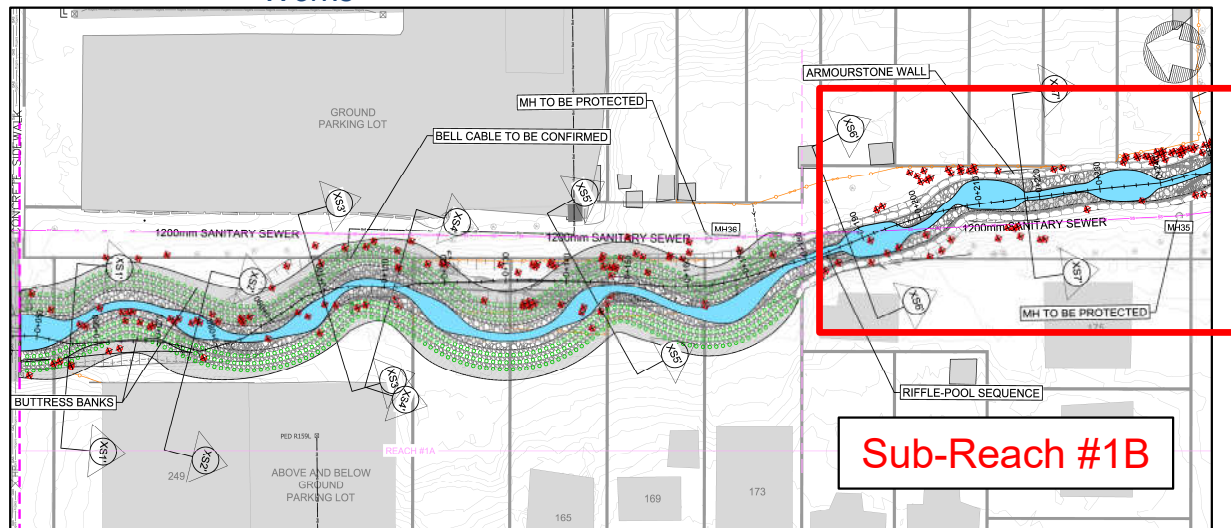 ARMOURSTONE WALL
MH TO BE PROTECTED
GROUND
PARKING LOT
BELL CABLE TO BE CONFIRMED
XS7'
XS6'
XS3'
XS4'
XS5'
CONCRETE SIDEWALK
1200mm SANITARY SEWER
1200mm SANITARY SEWER
MH36
1200mm SANITARY SEWER
MH35
XS1'
XS2'
XS7'
XS6'
MH TO BE PROTECTED
175
XS5'
XS3'
XS4'
BUTTRESS BANKS
RIFFLE-POOL SEQUENCE
XS1'
XS2'
PED R159L
REACH #1A
Sub-Reach #1B
249
ABOVE AND BELOW
GROUND
PARKING LOT
165
169
173